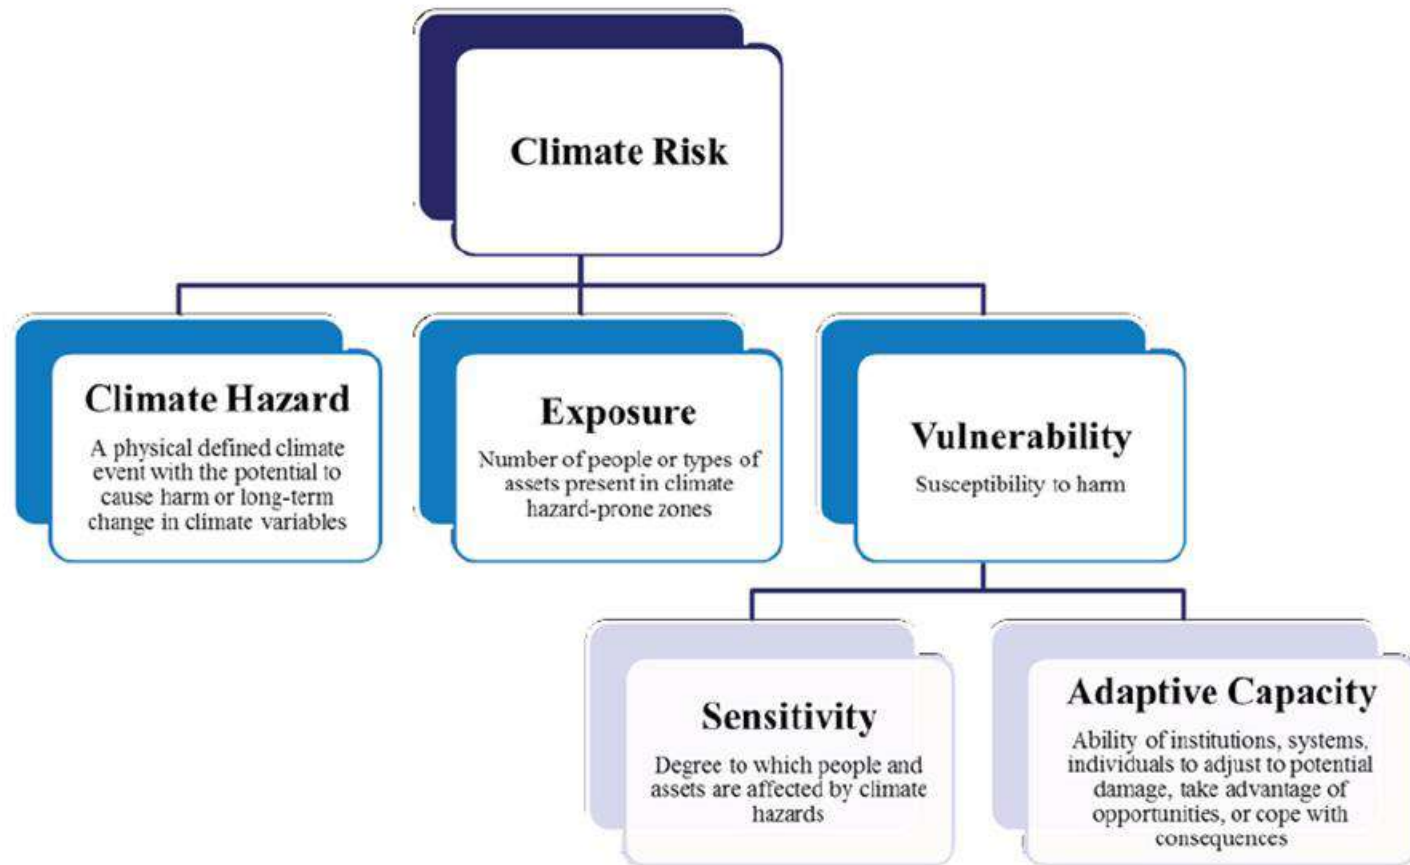 Climate Risk
Climate Hazard
A physical defined climate
event with the potential to
cause harm or long-term
change in climate variables
Exposure
Number of people or types of
assets present in climate
hazard-prone zones
Vulnerability
Susceptibility to harm
Sensitivity
Degree to which people and
assets are affected by climate
hazards
Adaptive Capacity
Ability of institutions, systems,
individuals to adjust to potential
damage, take advantage of
opportunities, or cope with
consequences